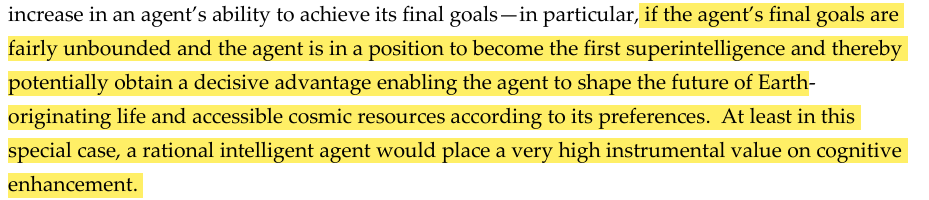 increase in an agent’s ability to achieve its final goals—in particular, if the agent’s final goals are
fairly unbounded and the agent is in a position to become the first superintelligence and thereby
potentially obtain a decisive advantage enabling the agent to shape the future of Earth-
originating life and accessible cosmic resources according to its preferences.  At least in this
special case, a rational intelligent agent would place a very high instrumental value on cognitive
enhancement.